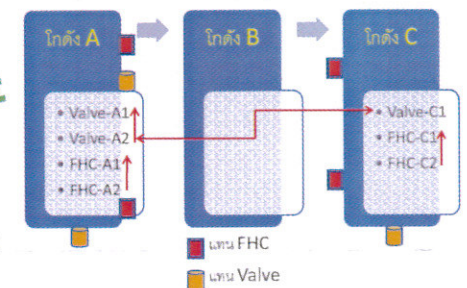 โกดัง A
โกดัง B
โกดัง C
• Valve-A1
• Valve-A2
• FHC-A1
• FHC-A2
• Valve-C1
• FHC-C1
• FHC-C2
แทน FHC
แทน Valve